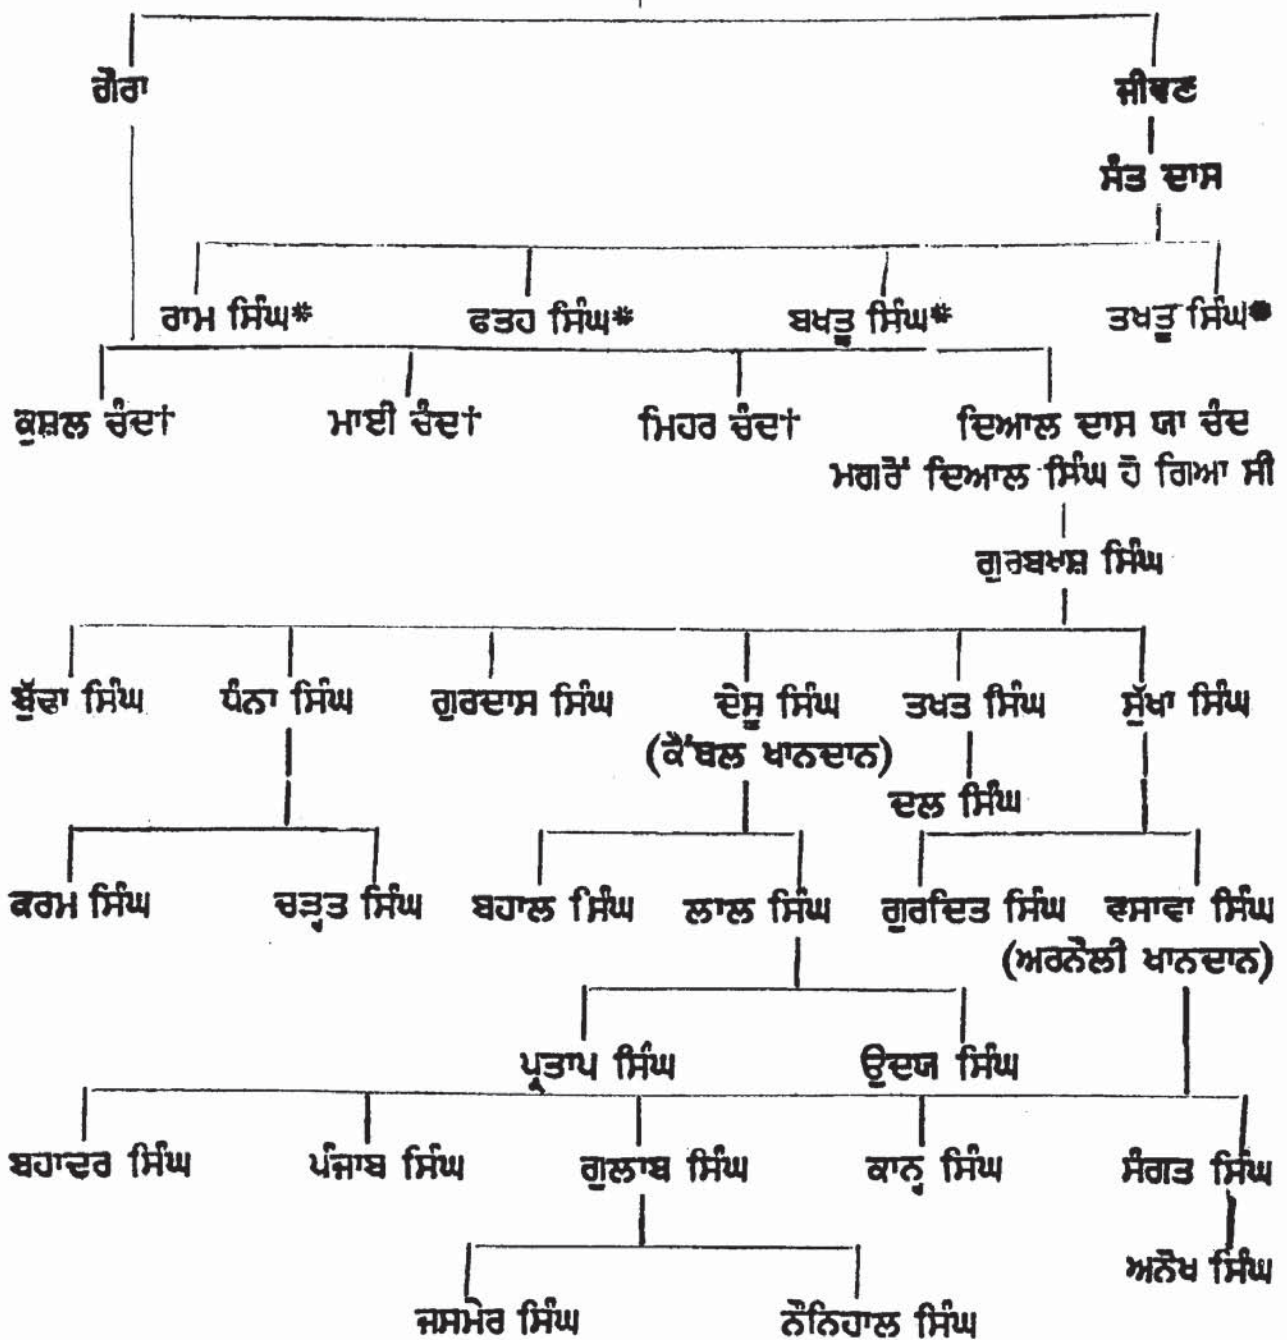 ਗੌਰਾ ਜੀਵਣ
ਸੰਤ ਦਾਸ
ਰਾਮ ਸਿੰਘ* ਫਤਹ ਸਿੰਘ* ਬਖਤੂ ਸਿੰਘ* ਤਖਤੂ ਸਿੰਘ*
ਕੁਸ਼ਲ ਚੰਦ† ਮਾਈ ਚੰਦ† ਮਿਹਰ ਚੰਦ† ਦਿਆਲ ਦਾਸ ਯਾ ਚੰਦ
ਮਗਰੋਂ ਦਿਆਲ ਸਿੰਘ ਹੋ ਗਿਆ ਸੀ
ਗੁਰਬਖਸ਼ ਸਿੰਘ
ਬੁੱਢਾ ਸਿੰਘ ਧੰਨਾ ਸਿੰਘ ਗੁਰਦਾਸ ਸਿੰਘ ਦੇਸੂ ਸਿੰਘ ਤਖਤ ਸਿੰਘ ਸੁੱਖਾ ਸਿੰਘ
(ਕੈਂਥਲ ਖਾਨਦਾਨ)
ਦਲ ਸਿੰਘ
ਕਰਮ ਸਿੰਘ ਚੜ੍ਹਤ ਸਿੰਘ ਬਹਾਲ ਸਿੰਘ ਲਾਲ ਸਿੰਘ ਗੁਰਦਿਤ ਸਿੰਘ ਵਸਾਵਾ ਸਿੰਘ
(ਅਰਨੌਲੀ ਖਾਨਦਾਨ)
ਪ੍ਰਤਾਪ ਸਿੰਘ ਉਦਯ ਸਿੰਘ
ਬਹਾਦਰ ਸਿੰਘ ਪੰਜਾਬ ਸਿੰਘ ਗੁਲਾਬ ਸਿੰਘ ਕਾਨ੍ਹ ਸਿੰਘ ਸੰਗਤ ਸਿੰਘ
ਅਨੋਖ ਸਿੰਘ
ਜਸਮੇਰ ਸਿੰਘ ਨੌਨਿਹਾਲ ਸਿੰਘ